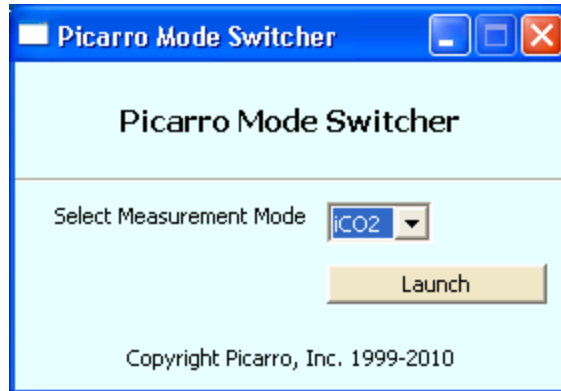 Picarro Mode Switcher
Picarro Mode Switcher
Select Measurement Mode iCO2
Launch
Copyright Picarro, Inc. 1999-2010